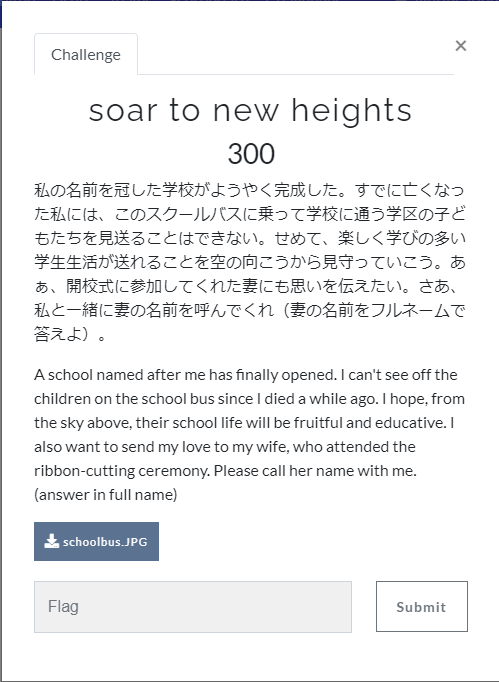 Challenge
×
soar to new heights
300
私の名前を冠した学校がようやく完成した。すでに亡くなっ
た私には、このスクールバスに乗って学校に通う学区の子ど
もたちを見送ることはできない。せめて、楽しく学びの多い
学生生活が送れることを空の向こうから見守っていこう。あ
ぁ、開校式に参加してくれた妻にも思いを伝えたい。さあ、
私と一緒に妻の名前を呼んでくれ（妻の名前をフルネームで
答えよ）。
A school named after me has finally opened. I can't see off the
children on the school bus since I died a while ago. I hope, from
the sky above, their school life will be fruitful and educative. I
also want to send my love to my wife, who attended the
ribbon-cutting ceremony. Please call her name with me.
(answer in full name)
schoolbus.JPG
Flag
Submit